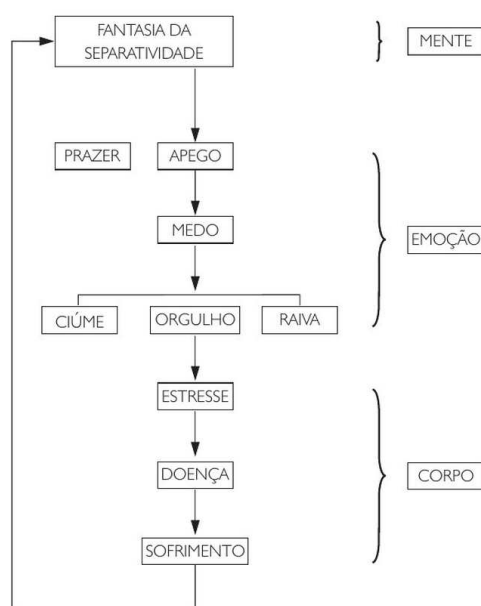 FANTASIA DA
SEPARATIVIDADE
MENTE
PRAZER
APEGO
MEDO
EMOÇÃO
CIÚME
ORGULHO
RAIVA
ESTRESSE
DOENÇA
CORPO
SOFRIMENTO